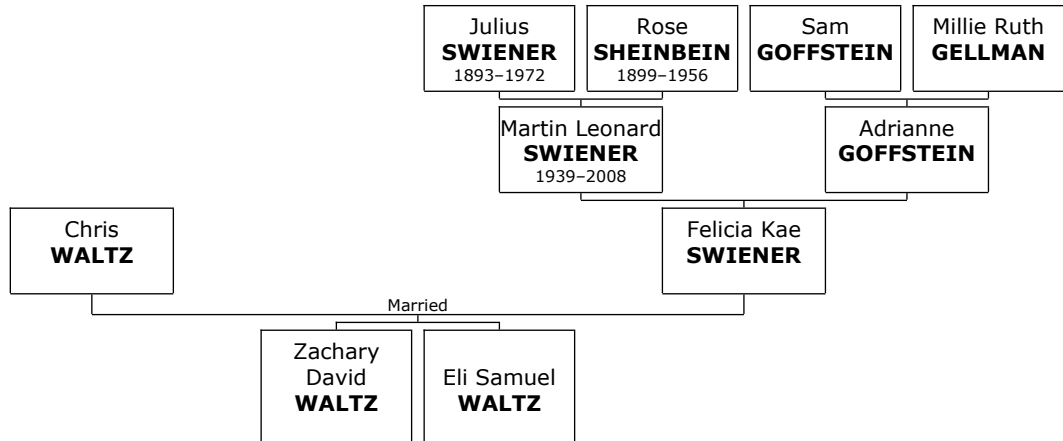 Julius
SWIENER
1893–1972
Rose
SHEINBEIN
1899–1956
Sam
GOFFSTEIN
Millie Ruth
GELLMAN
Martin Leonard
SWIENER
1939–2008
Adrianne
GOFFSTEIN
Chris
WALTZ
Felicia Kae
SWIENER
Married
Zachary
David
WALTZ
Eli Samuel
WALTZ